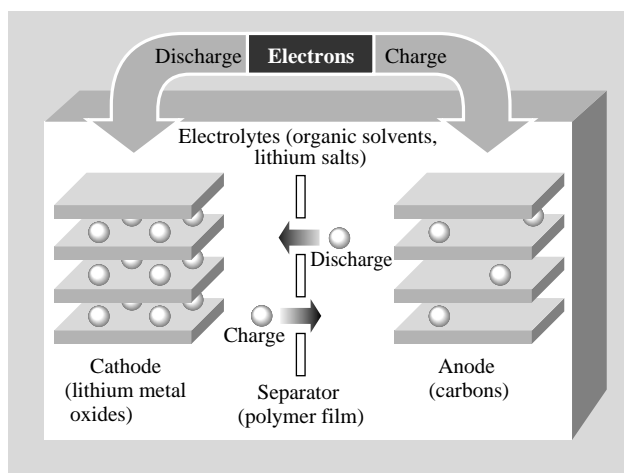 Discharge Electrons Charge
Electrolytes (organic solvents,
lithium salts)
Discharge
Charge
Cathode
(lithium metal
oxides)
Separator
(polymer film)
Anode
(carbons)